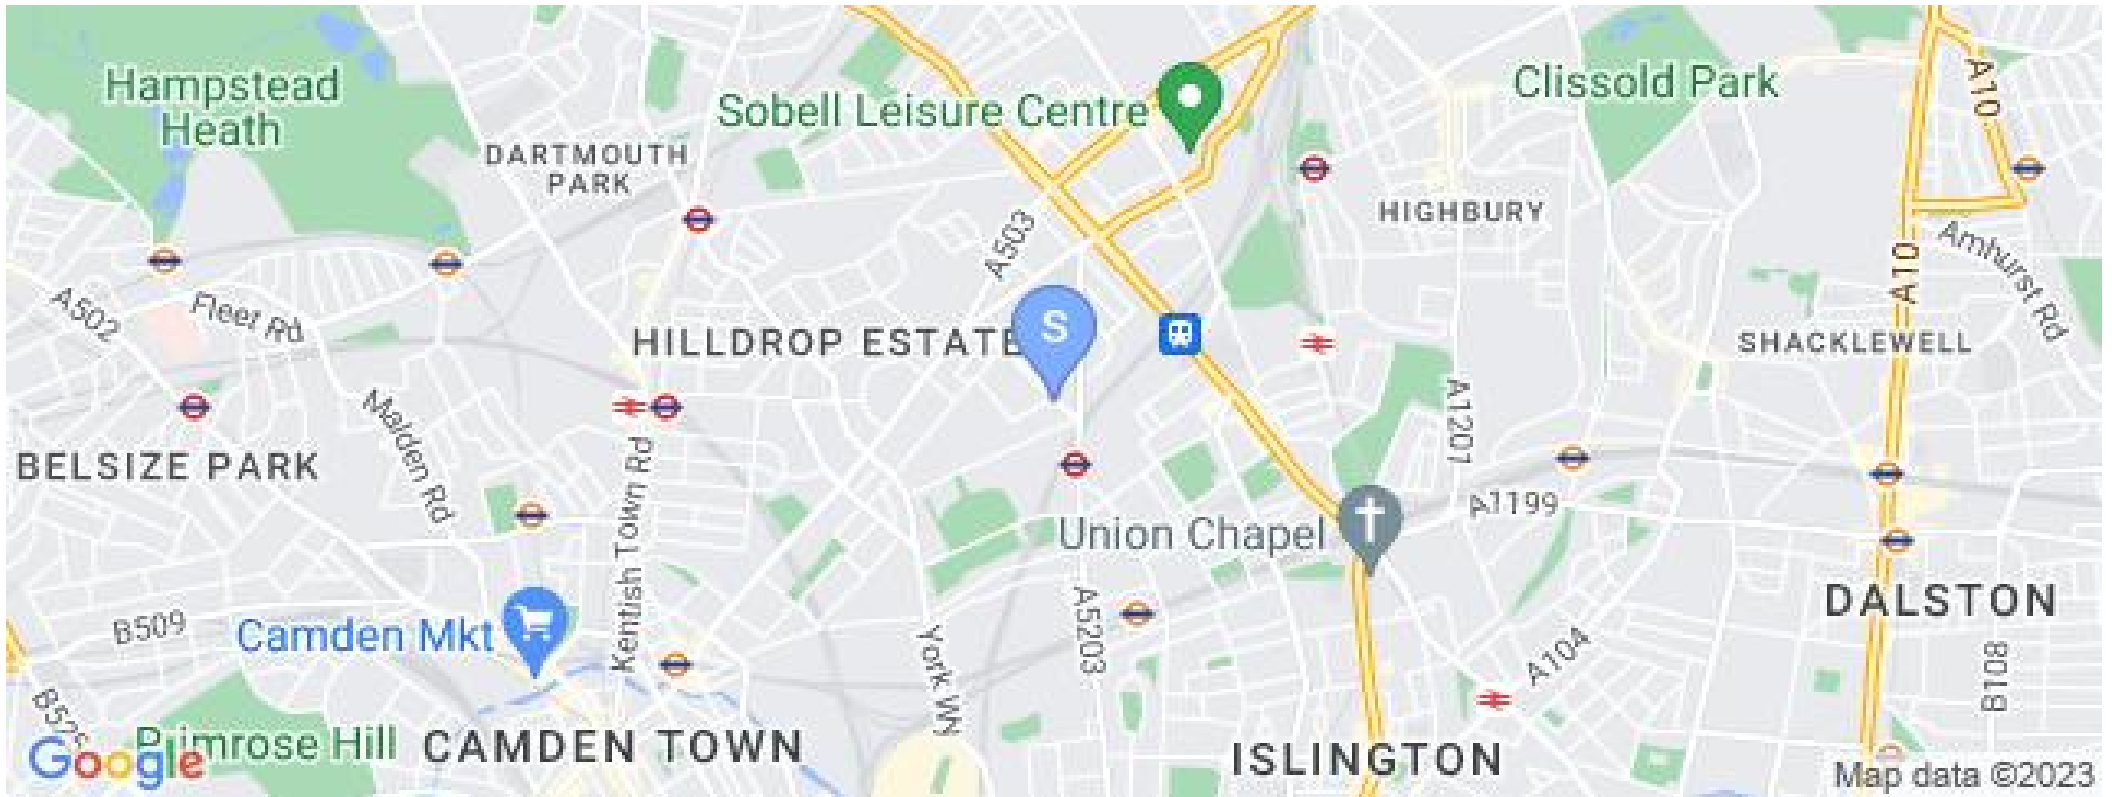 Hampstead
Heath
Sobell Leisure Centre
Clissold Park
A10
DARTMOUTH
PARK
HIGHBURY
A503
A10
Amhurst Rd
A502
Fleet Rd
HILLDROP ESTATE
S
SHACKLEWELL
Malden Rd
A1201
BELSIZE PARK
Kentish Town Rd
A1199
Union Chapel
DALSTON
B509
Camden Mkt
A5203
York Wy
A104
B108
Primrose Hill
CAMDEN TOWN
ISLINGTON
Google
Map data ©2023